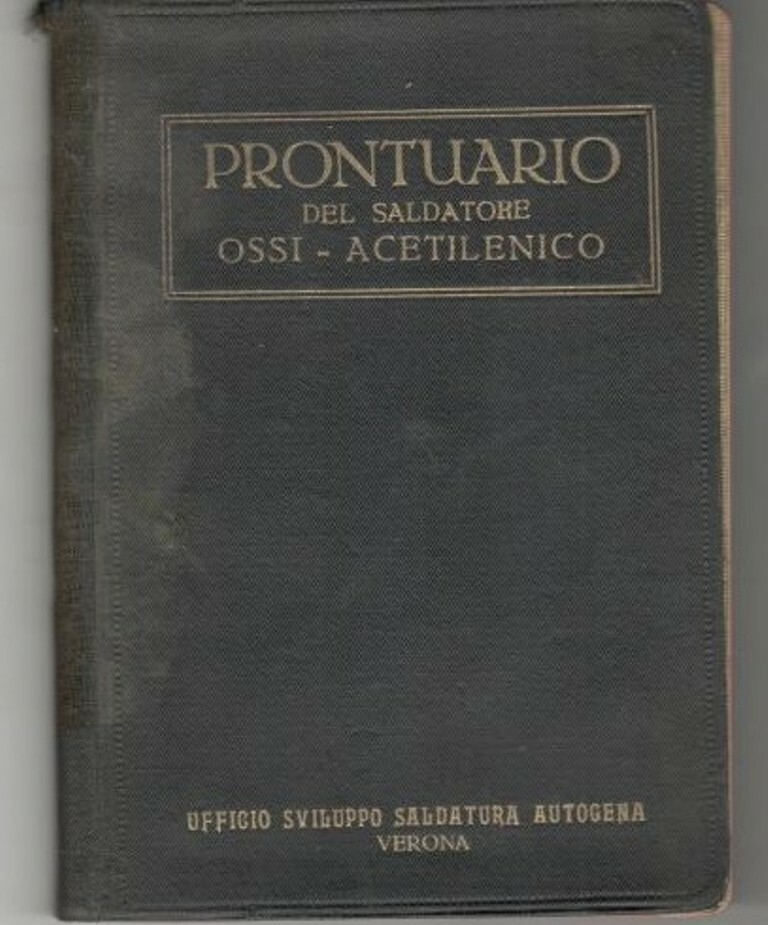 PRONTUARIO
DEL SALDATORE
OSSI - ACETILENICO
UFFICIO SVILUPPO SALDATURA AUTOGENA
VERONA